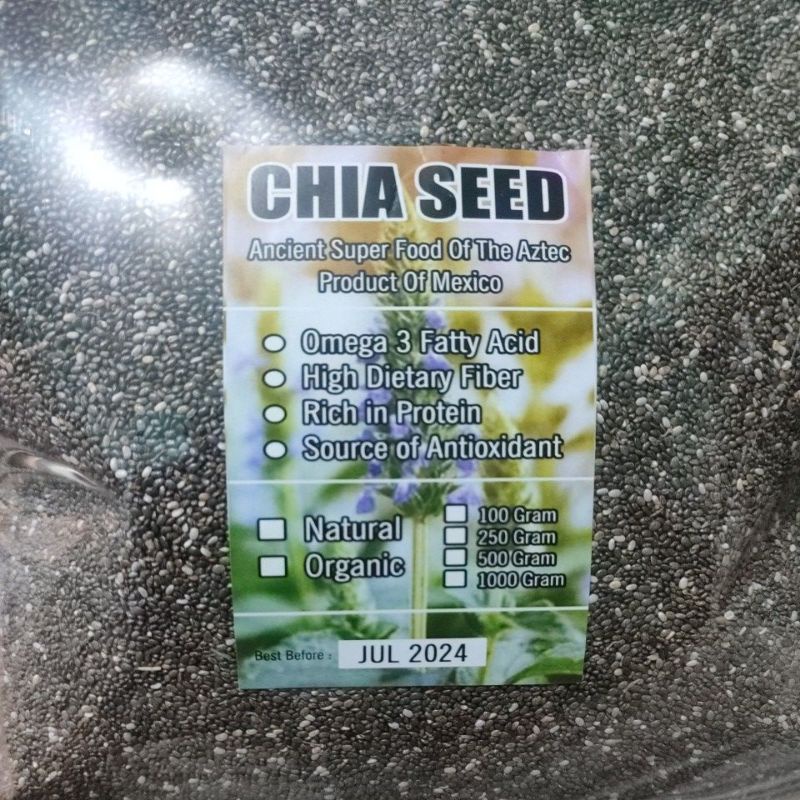 CHIA SEED
Ancient Super Food Of The Aztec
Product Of Mexico
Omega 3 Fatty Acid
High Dietary Fiber
Rich in Protein
Source of Antioxidant
Natural
Organic
100 Gram
250 Gram
500 Gram
1000 Gram
Best Before : JUL 2024